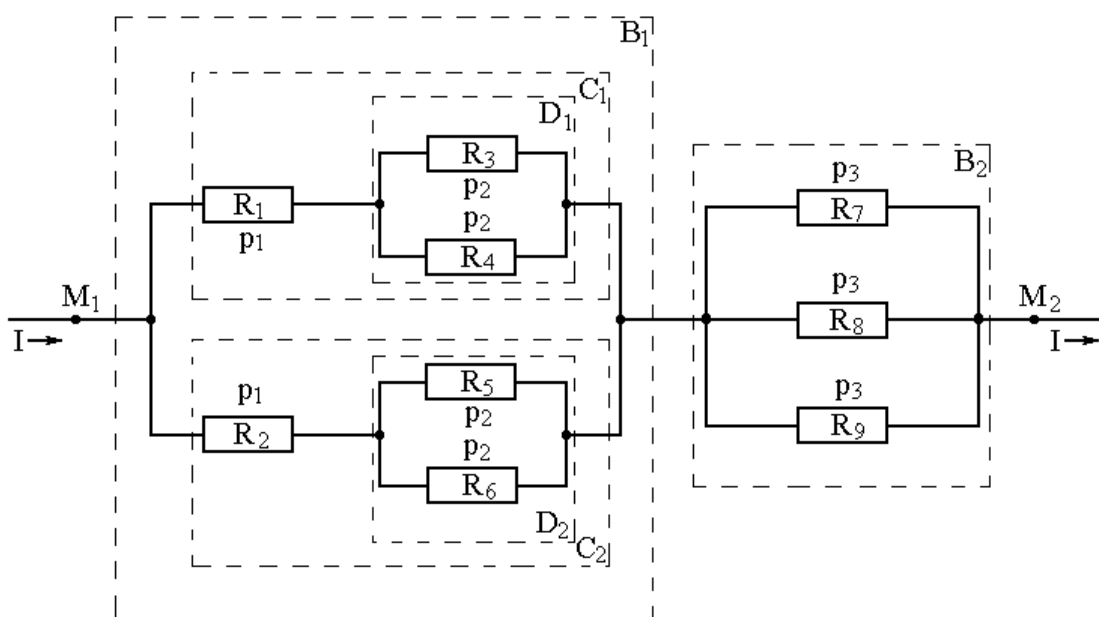 B₁
C₁
D₁
R₃
p₂
B₂
p₃
R₇
R₁
p₁
p₂
R₄
M₁
I
p₃
R₈
M₂
I
p₁
R₂
R₅
p₂
p₂
R₆
p₃
R₉
D₂
C₂